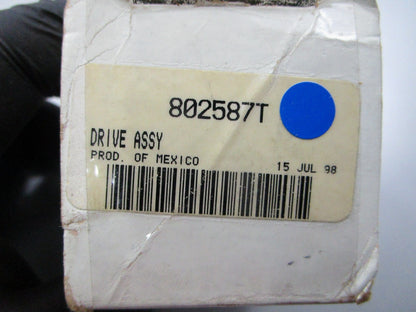 802587T
DRIVE ASSY
PROD. OF MEXICO
15 JUL 98